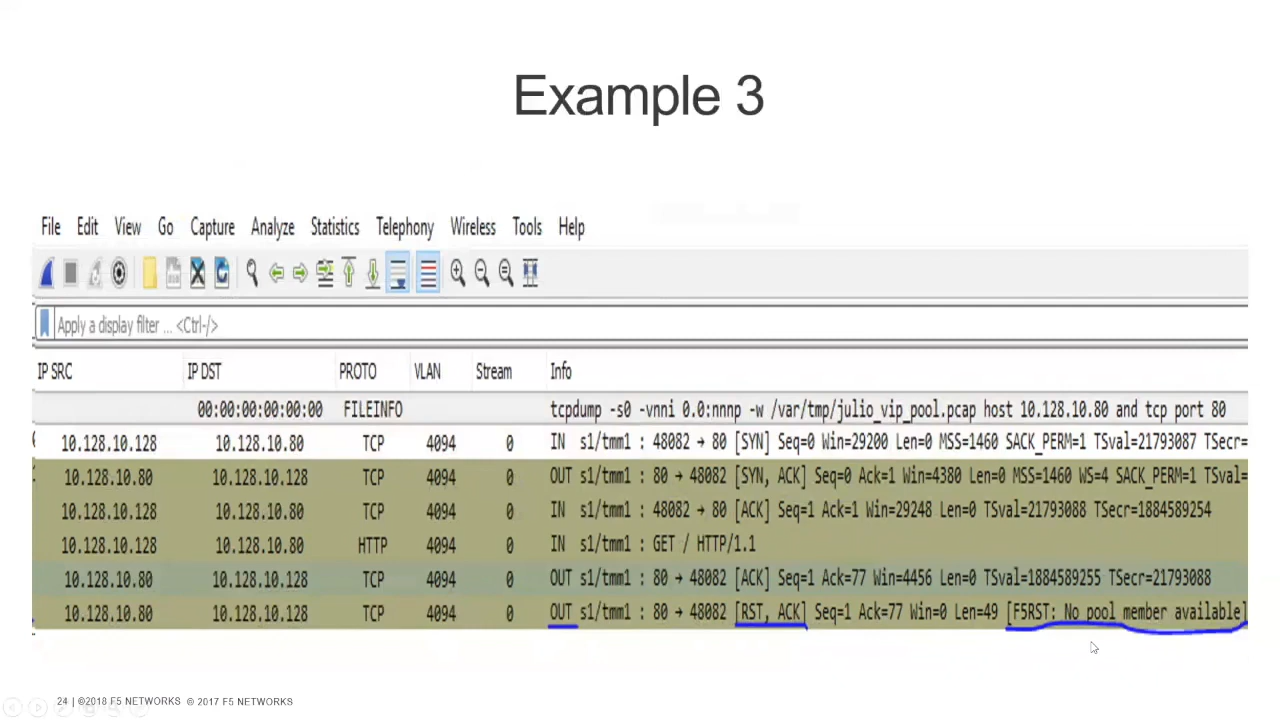 Example 3
File Edit View Go Capture Analyze Statistics Telephony Wireless Tools Help
Apply a display filter ... <Ctrl-/>
IP SRC IP DST PROTO VLAN Stream Info
00:00:00:00:00:00 FILEINFO tcpdump -s0 -vnni 0.0:nnnp -w /var/tmp/julio_vip_pool.pcap host 10.128.10.80 and tcp port 80
10.128.10.128 10.128.10.80 TCP 4094 0 IN s1/tmm1 : 48082 → 80 [SYN] Seq=0 Win=29200 Len=0 MSS=1460 SACK_PERM=1 TSval=21793087 TSecr=
10.128.10.80 10.128.10.128 TCP 4094 0 OUT s1/tmm1 : 80 → 48082 [SYN, ACK] Seq=0 Ack=1 Win=4380 Len=0 MSS=1460 WS=4 SACK_PERM=1 TSval=
10.128.10.128 10.128.10.80 TCP 4094 0 IN s1/tmm1 : 48082 → 80 [ACK] Seq=1 Ack=1 Win=29248 Len=0 TSval=21793088 TSecr=1884589254
10.128.10.128 10.128.10.80 HTTP 4094 0 IN s1/tmm1 : GET / HTTP/1.1
10.128.10.80 10.128.10.128 TCP 4094 0 OUT s1/tmm1 : 80 → 48082 [ACK] Seq=1 Ack=77 Win=4456 Len=0 TSval=1884589255 TSecr=21793088
10.128.10.80 10.128.10.128 TCP 4094 0 OUT s1/tmm1 : 80 → 48082 [RST, ACK] Seq=1 Ack=77 Win=0 Len=49 [F5RST: No pool member available]
24 | ©2018 F5 NETWORKS © 2017 F5 NETWORKS